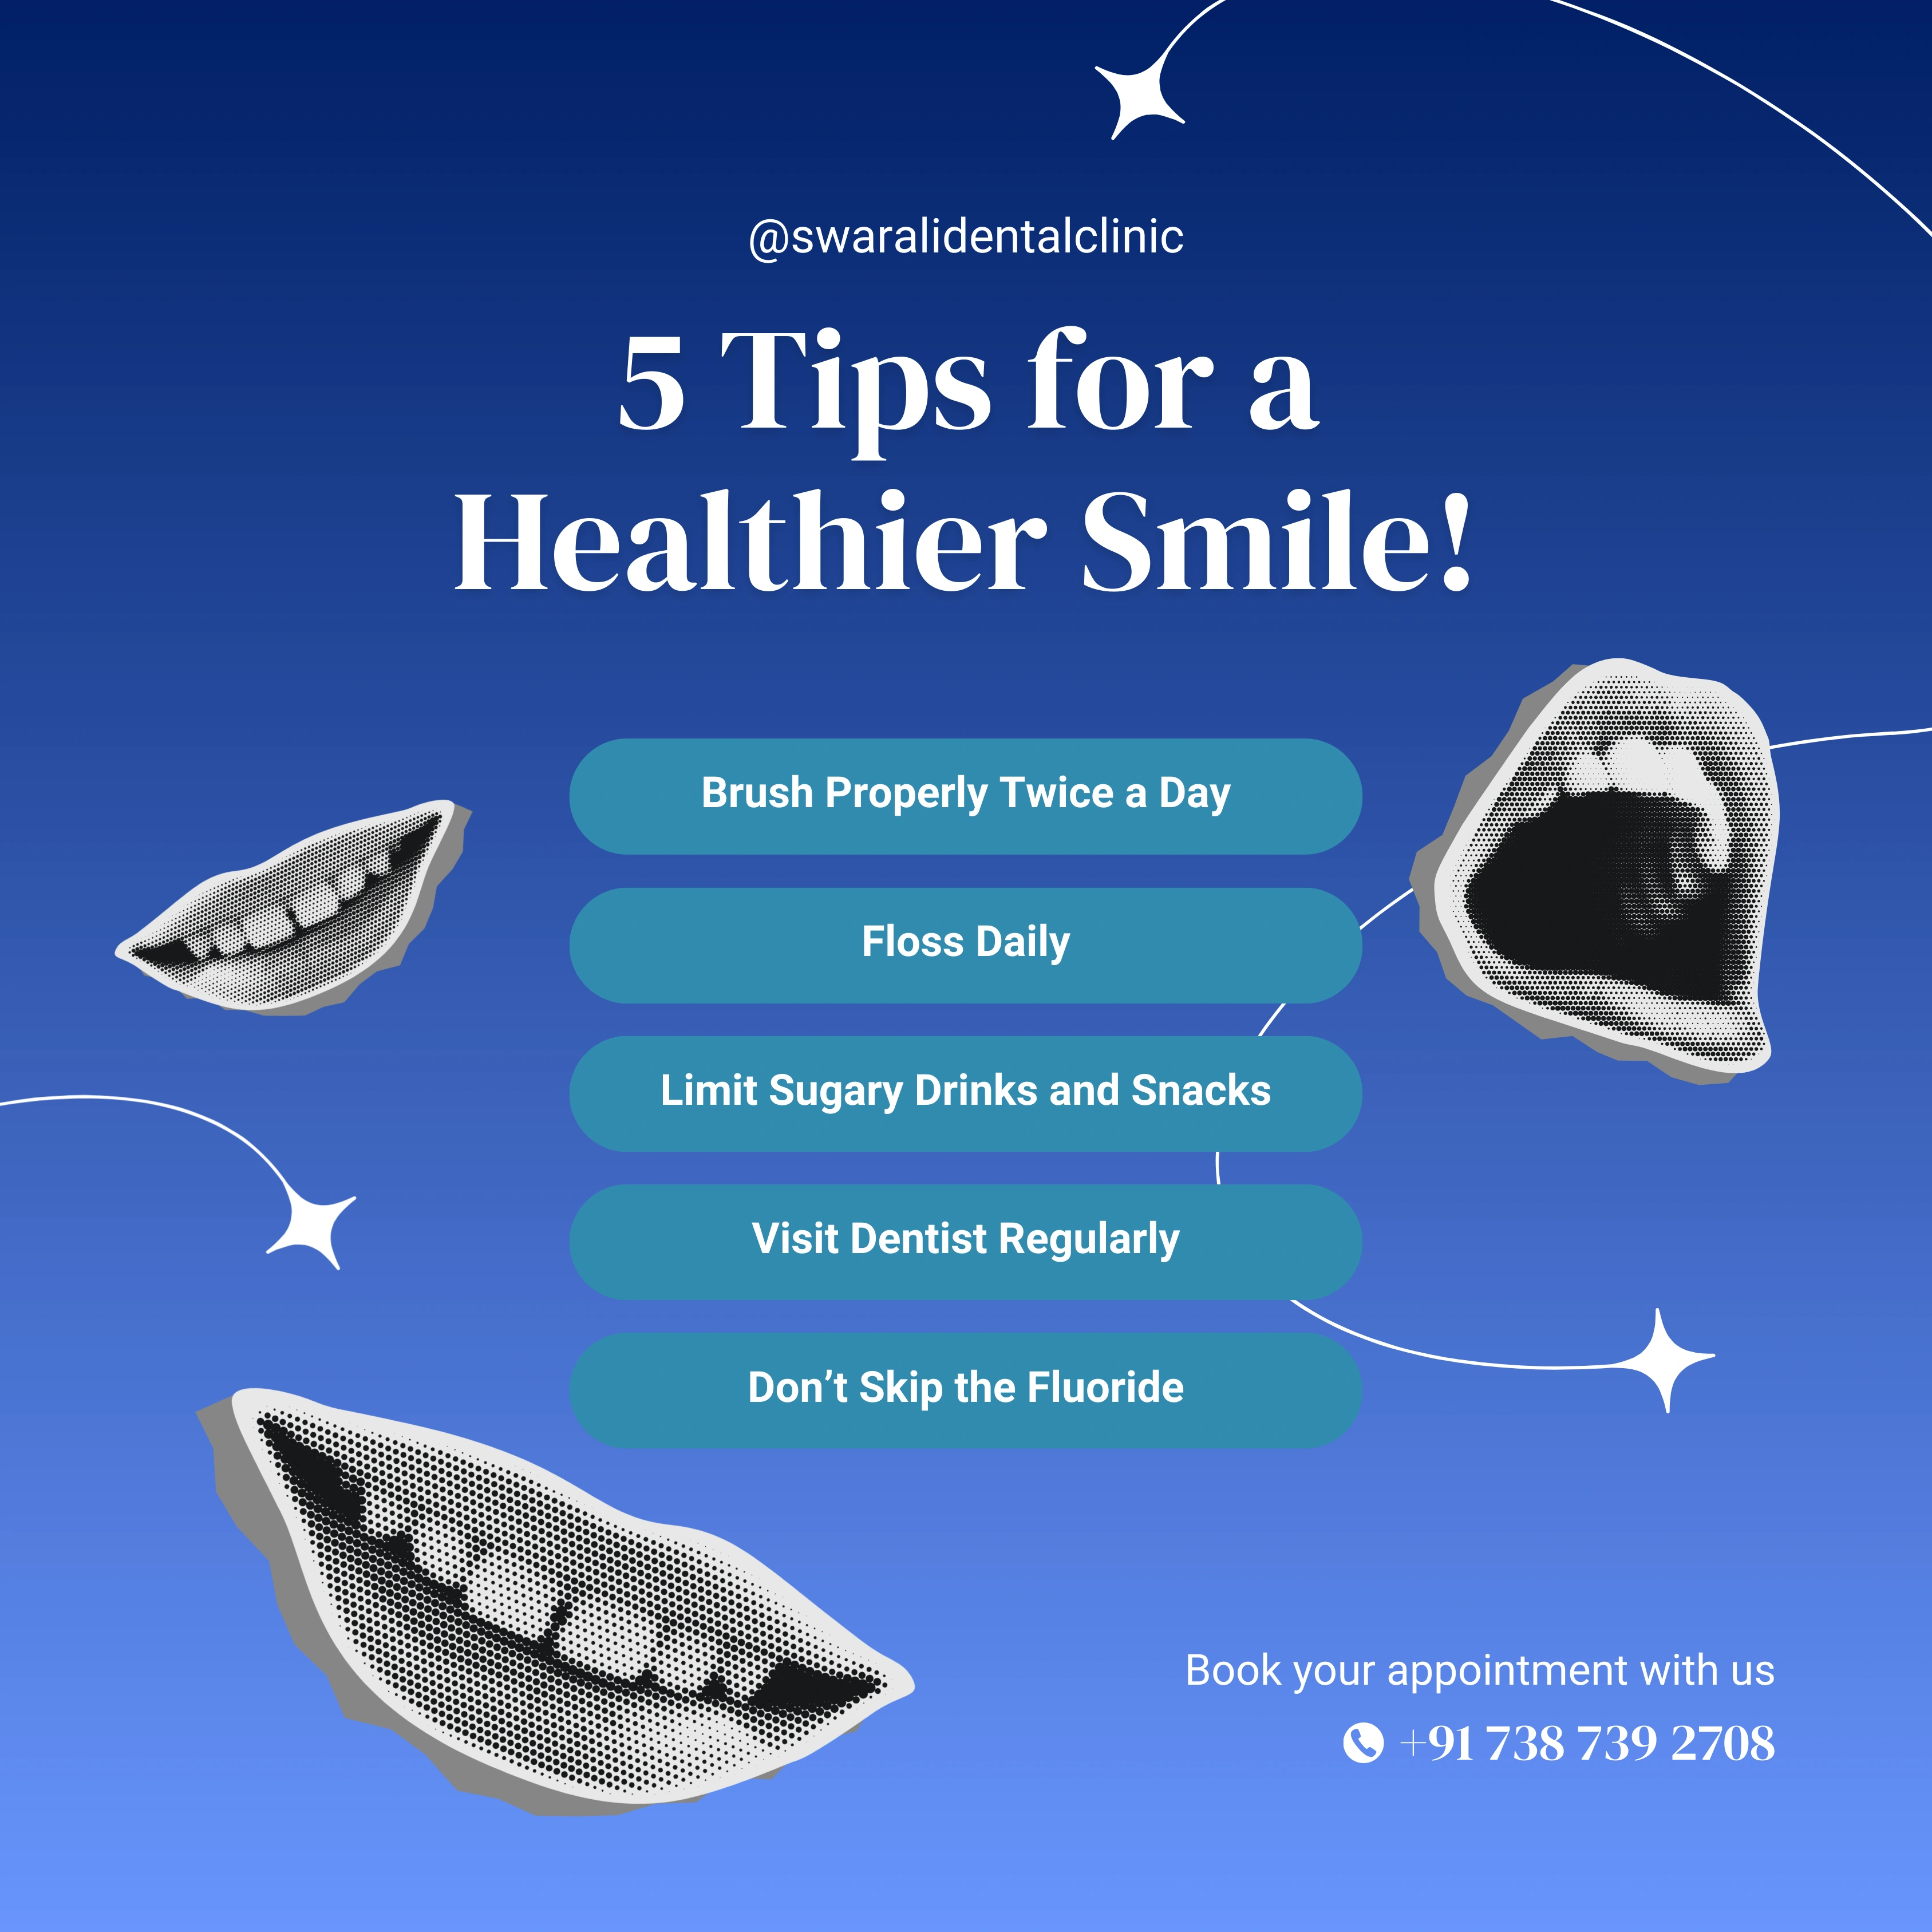 @swaralidentalclinic
5 Tips for a
Healthier Smile!
Brush Properly Twice a Day
Floss Daily
Limit Sugary Drinks and Snacks
Visit Dentist Regularly
Don’t Skip the Fluoride
Book your appointment with us
+91 738 739 2708